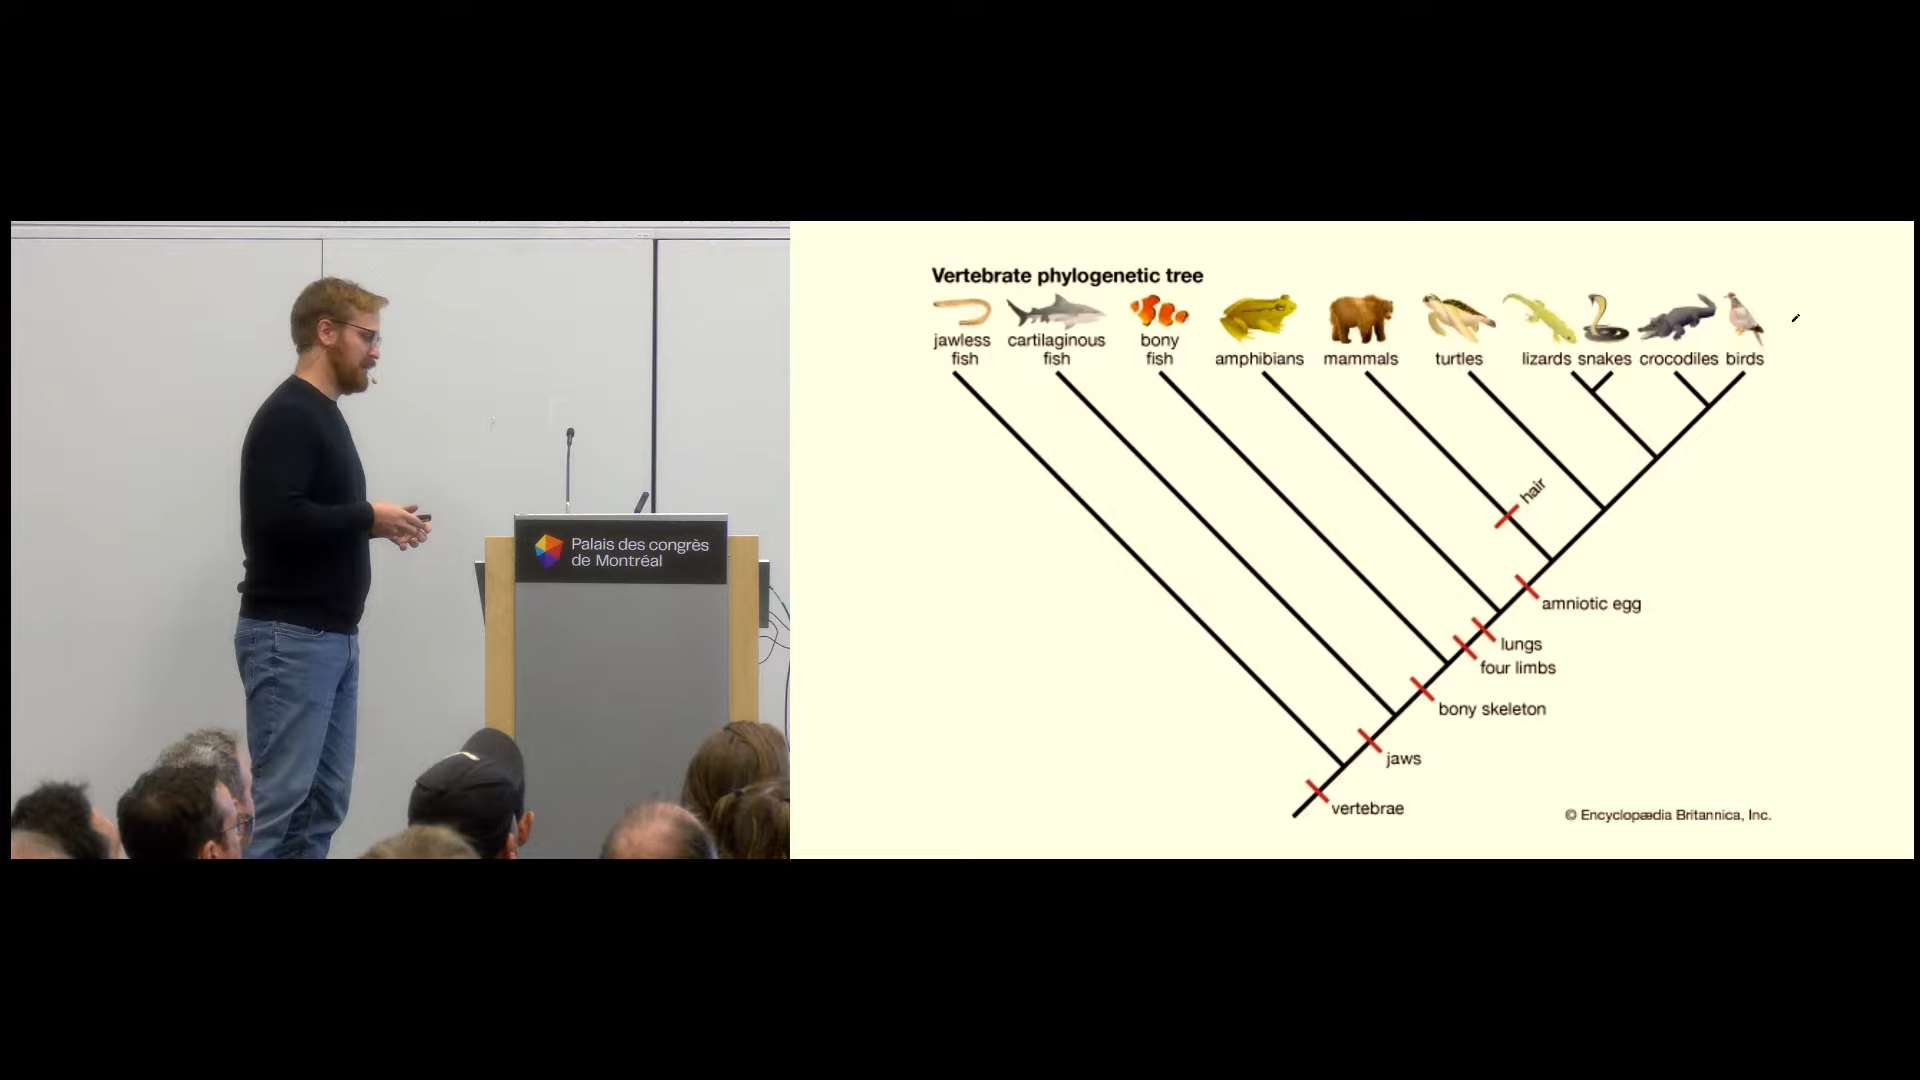 Palais des congrès
de Montréal
Vertebrate phylogenetic tree
jawless
fish
cartilaginous
fish
bony
fish
amphibians
mammals
turtles
lizards
snakes
crocodiles
birds
hair
amniotic egg
lungs
four limbs
bony skeleton
jaws
vertebrae
© Encyclopædia Britannica, Inc.